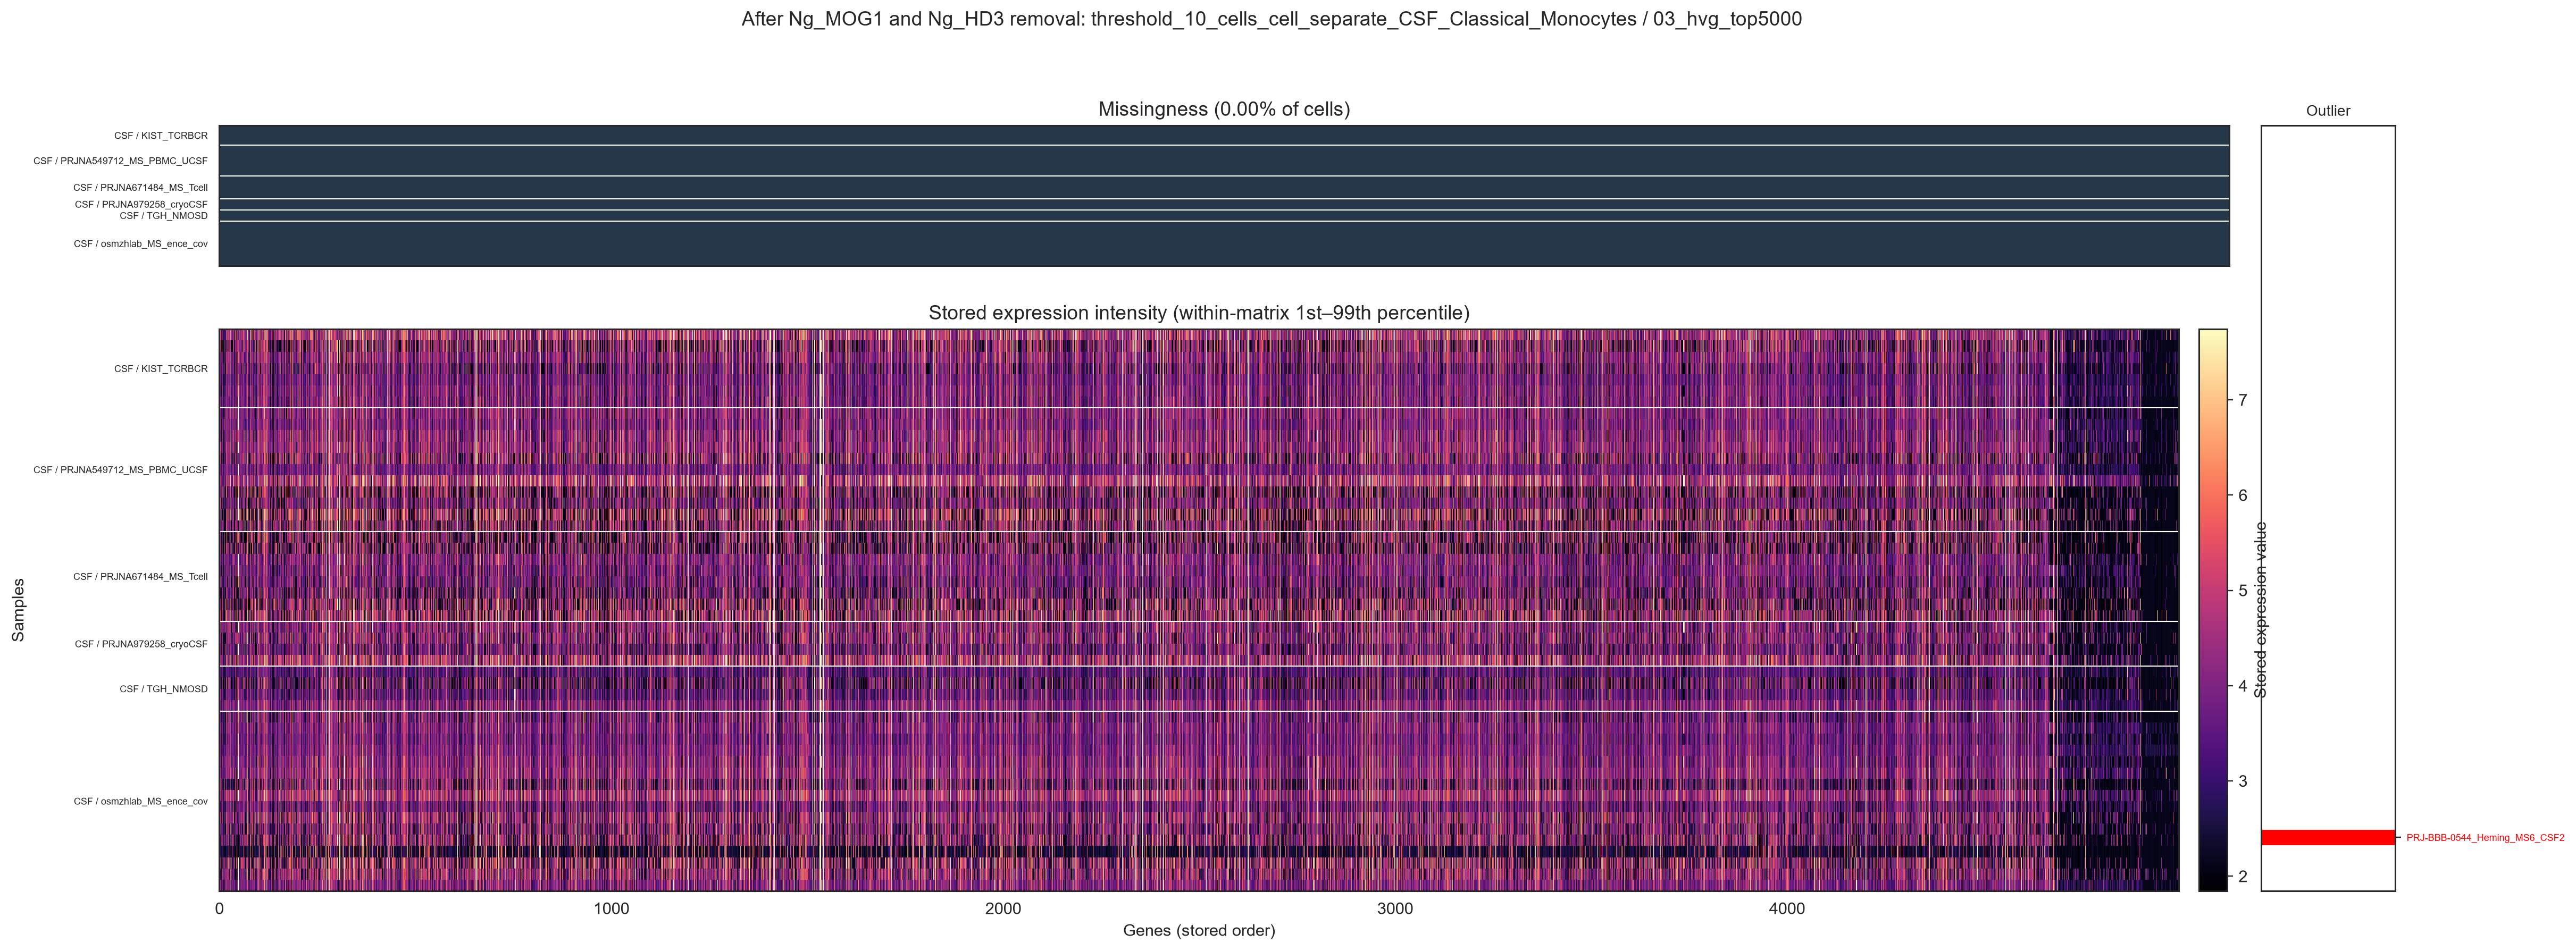 After Ng_MOG1 and Ng_HD3 removal: threshold_10_cells_cell_separate_CSF_Classical_Monocytes / 03_hvg_top5000
Missingness (0.00% of cells)
Outlier
CSF / KIST_TCRBCR
CSF / PRJNA549712_MS_PBMC_UCSF
CSF / PRJNA671484_MS_Tcell
CSF / PRJNA979258_cryoCSF
CSF / TGH_NMOSD
CSF / osmzhlab_MS_ence_cov
Stored expression intensity (within-matrix 1st–99th percentile)
Samples
CSF / KIST_TCRBCR
CSF / PRJNA549712_MS_PBMC_UCSF
CSF / PRJNA671484_MS_Tcell
CSF / PRJNA979258_cryoCSF
CSF / TGH_NMOSD
CSF / osmzhlab_MS_ence_cov
7
6
5
4
3
2
Stored expression value
PRJ-BBB-0544_Heming_MS6_CSF2
0
1000
2000
3000
4000
Genes (stored order)